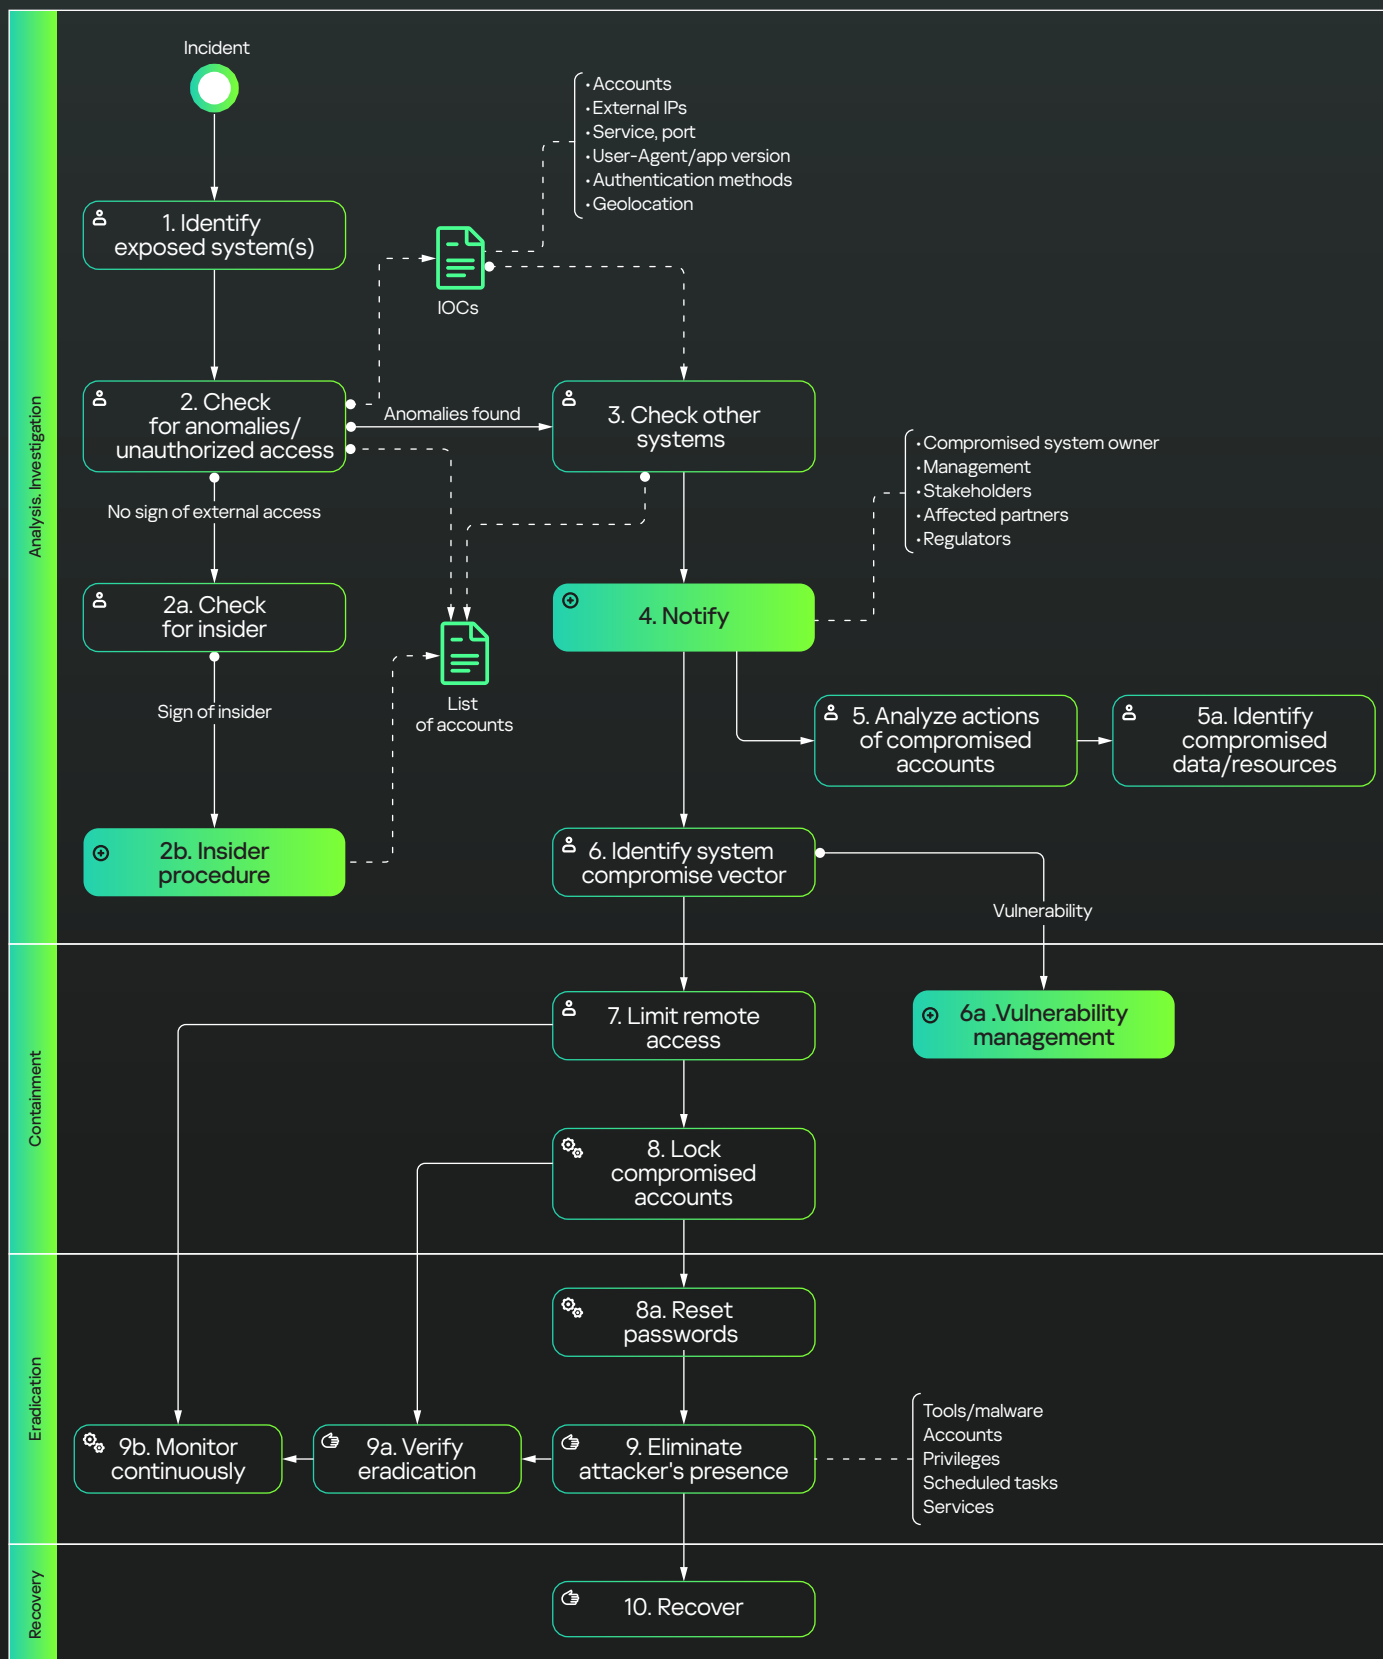 Incident
· Accounts
· External IPs
· Service, port
· User-Agent/app version
· Authentication methods
· Geolocation
1. Identify
exposed system(s)
IOCs
2. Check
for anomalies/
unauthorized access
Anomalies found
3. Check other
systems
· Compromised system owner
· Management
· Stakeholders
· Affected partners
· Regulators
No sign of external access
2a. Check
for insider
4. Notify
List
of accounts
Sign of insider
5. Analyze actions
of compromised
accounts
5a. Identify
compromised
data/resources
2b. Insider
procedure
6. Identify system
compromise vector
Vulnerability
Analysis. Investigation
7. Limit remote
access
6a .Vulnerability
management
8. Lock
compromised
accounts
Containment
8a. Reset
passwords
9b. Monitor
continuously
9a. Verify
eradication
9. Eliminate
attacker's presence
Tools/malware
Accounts
Privileges
Scheduled tasks
Services
Eradication
10. Recover
Recovery